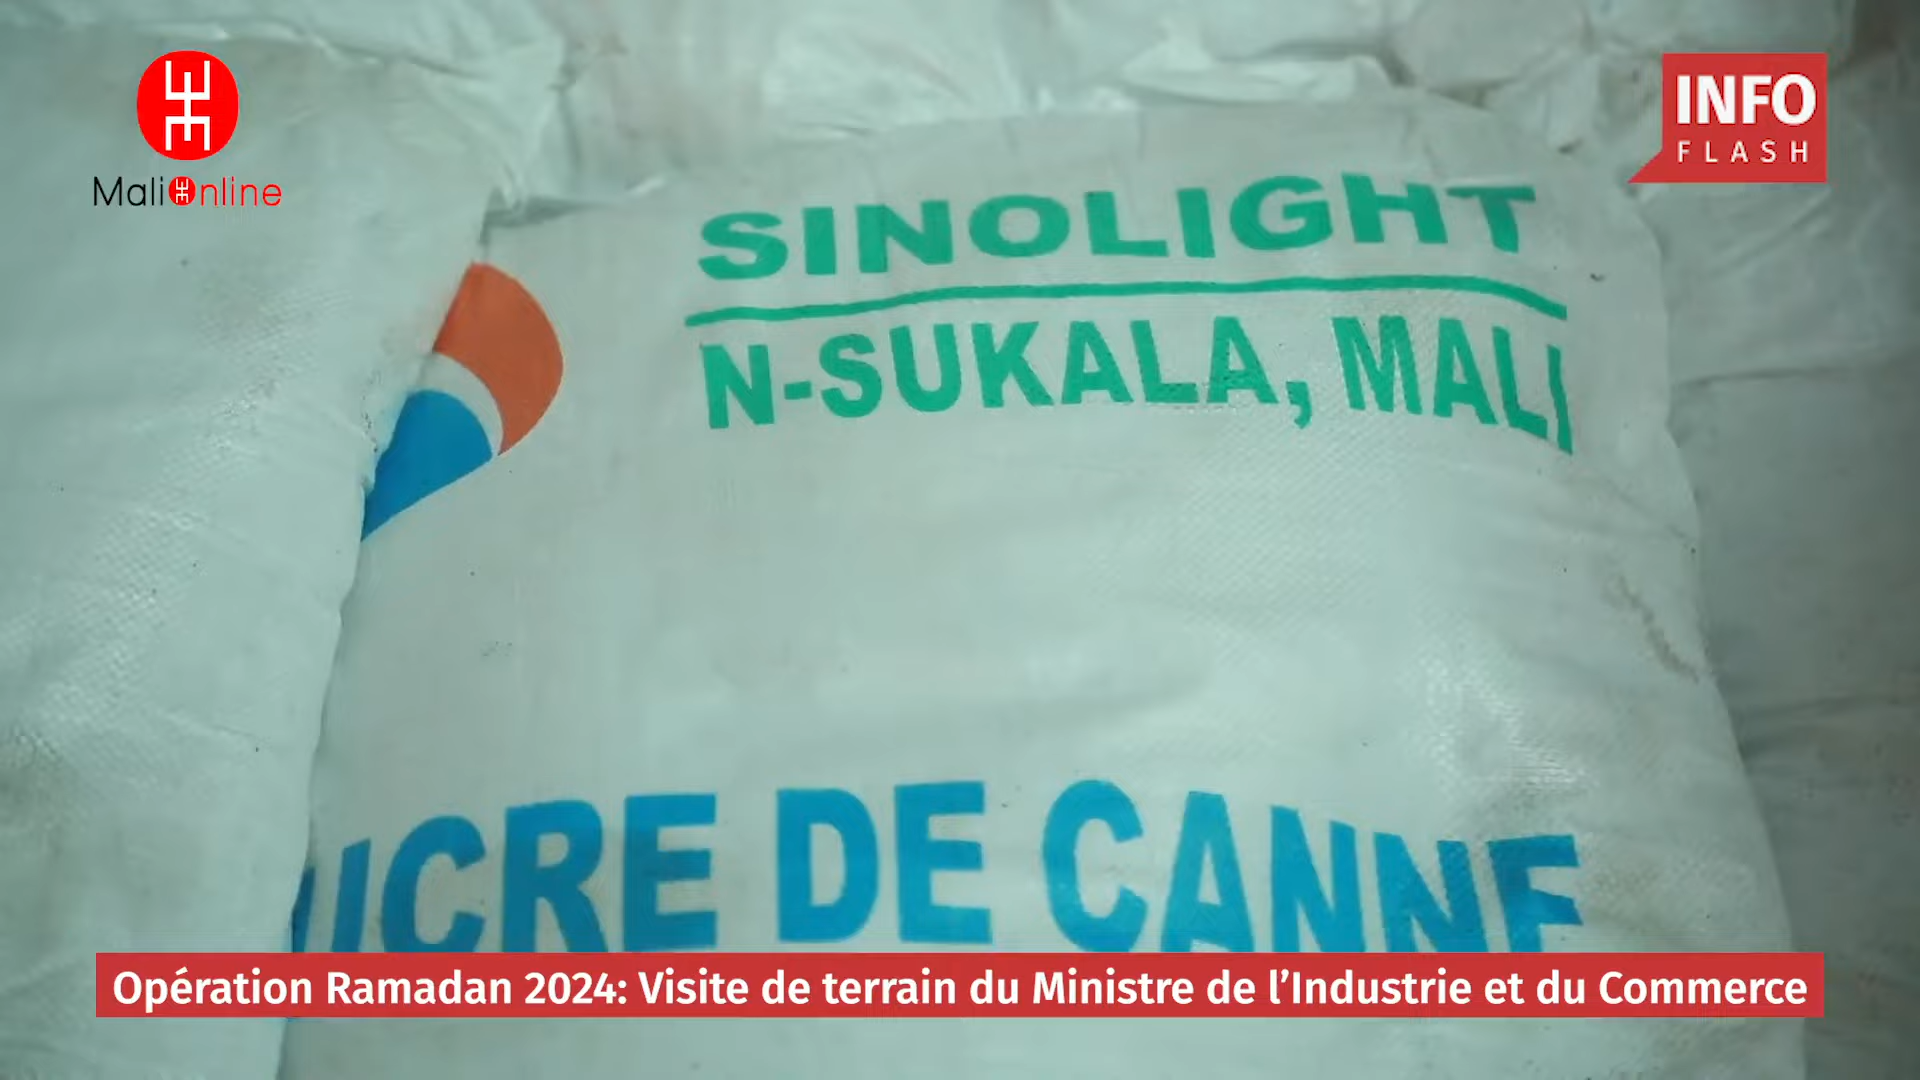 INFO
FLASH
MaliOnline
SINOLIGHT
N-SUKALA, MALI
UCRE DE CANNE
Opération Ramadan 2024: Visite de terrain du Ministre de l’Industrie et du Commerce